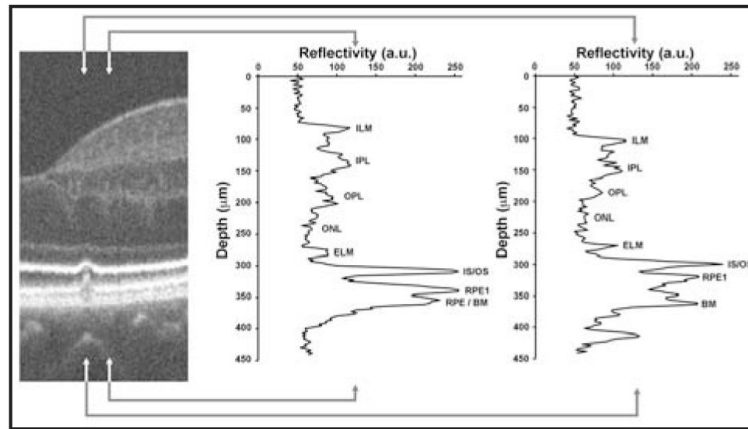 Reflectivity (a.u.)
0 50 100 150 200 250
0
50
100
150
200
250
300
350
400
450
Depth (μm)
ILM
IPL
OPL
ONL
ELM
IS/OS
RPE1
RPE / BM
Reflectivity (a.u.)
0 50 100 150 200 250
0
50
100
150
200
250
300
350
400
450
Depth (μm)
ILM
IPL
OPL
ONL
ELM
IS/OS
RPE1
BM